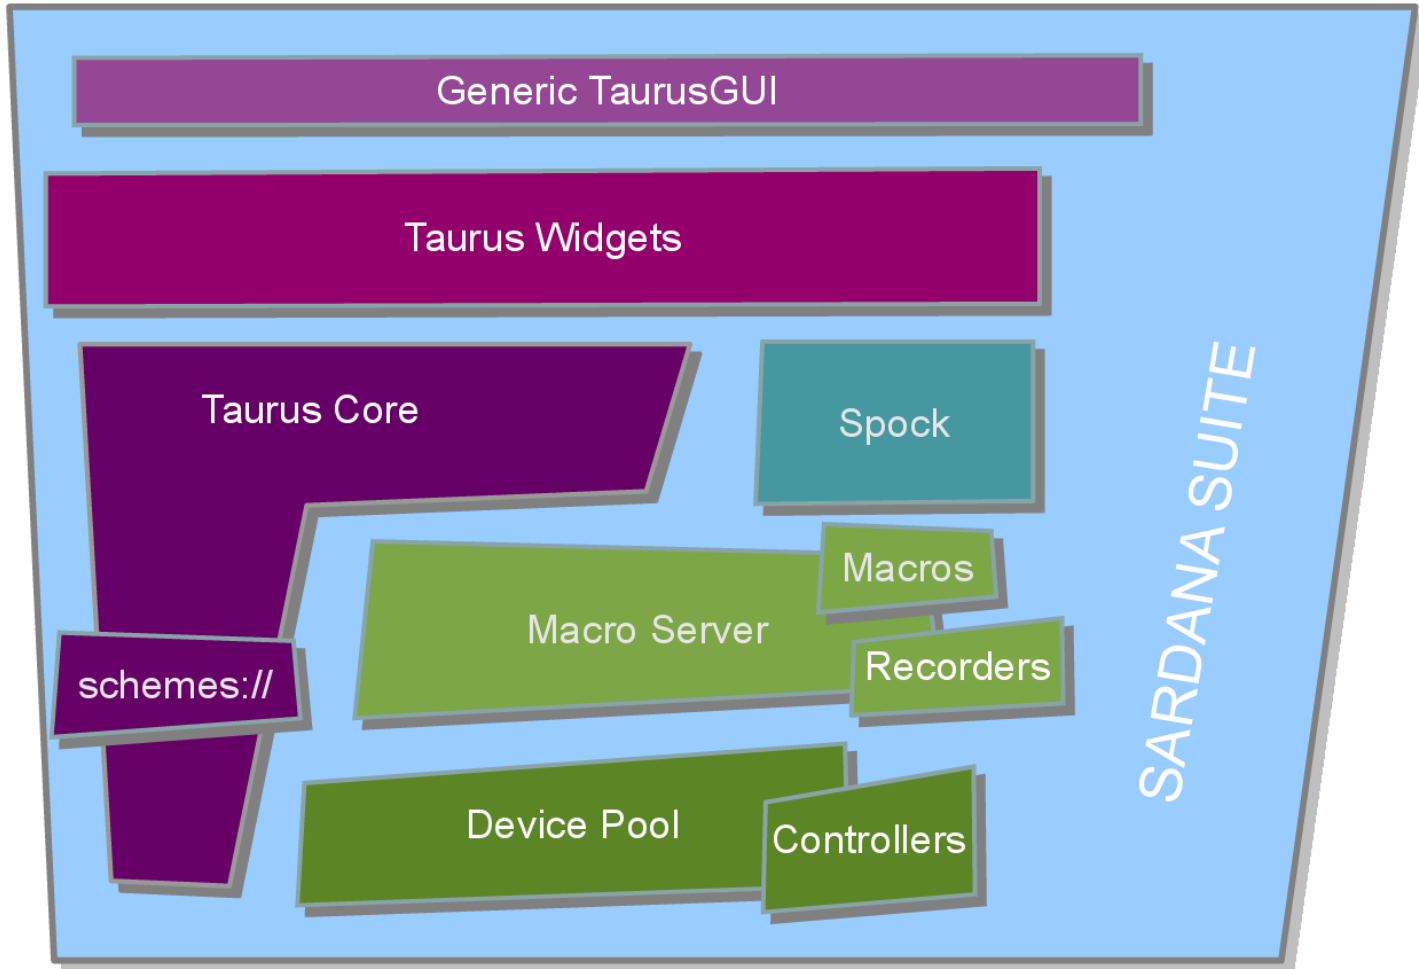 Generic TaurusGUI
Taurus Widgets
Taurus Core
Spock
Macros
Macro Server
Recorders
schemes://
Device Pool
Controllers
SARDANA SUITE